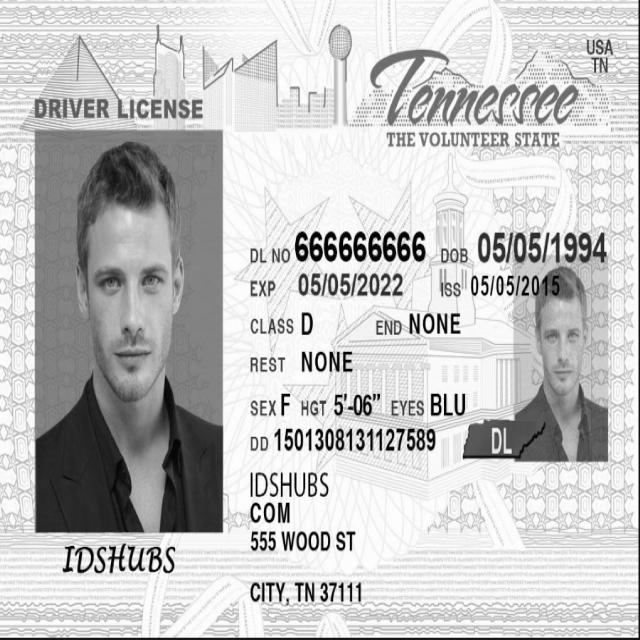 USA
TN
DRIVER LICENSE
Tennessee
THE VOLUNTEER STATE
DL NO 666666666 DOB 05/05/1994
EXP 05/05/2022 ISS 05/05/2015
CLASS D END NONE
REST NONE
SEX F HGT 5'-06" EYES BLU
DD 1501308131127589
DL
IDSHUBS
COM
555 WOOD ST
CITY, TN 37111
IDSHUBS